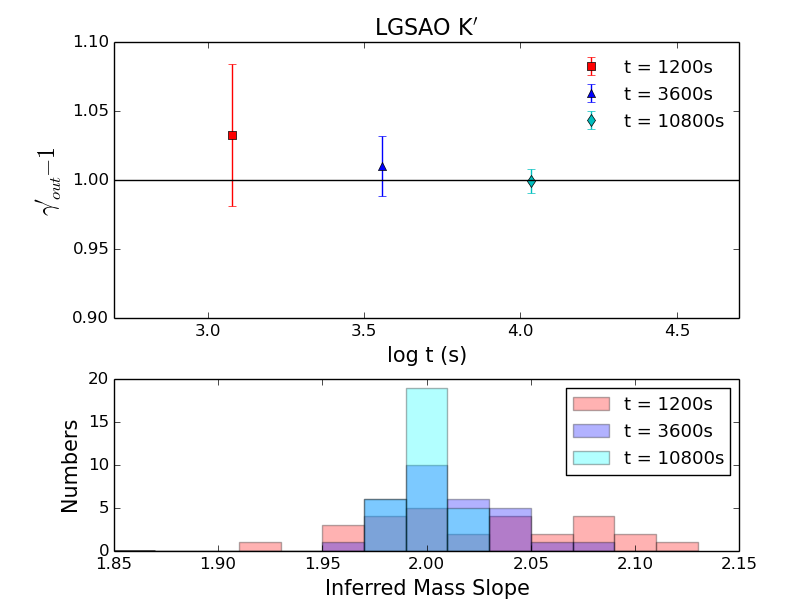 LGSAO K′
1.10
1.05
1.00
0.95
0.90
γ′out−1
t = 1200s
t = 3600s
t = 10800s
3.0 3.5 4.0 4.5
log t (s)
20
15
10
5
0
Numbers
t = 1200s
t = 3600s
t = 10800s
1.85 1.90 1.95 2.00 2.05 2.10 2.15
Inferred Mass Slope